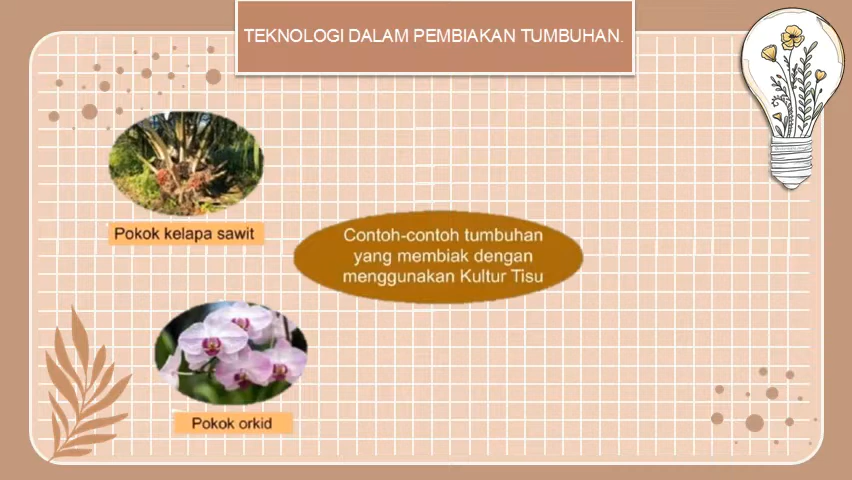 TEKNOLOGI DALAM PEMBIAKAN TUMBUHAN.
Pokok kelapa sawit
Contoh-contoh tumbuhan
yang membiak dengan
menggunakan Kultur Tisu
Pokok orkid